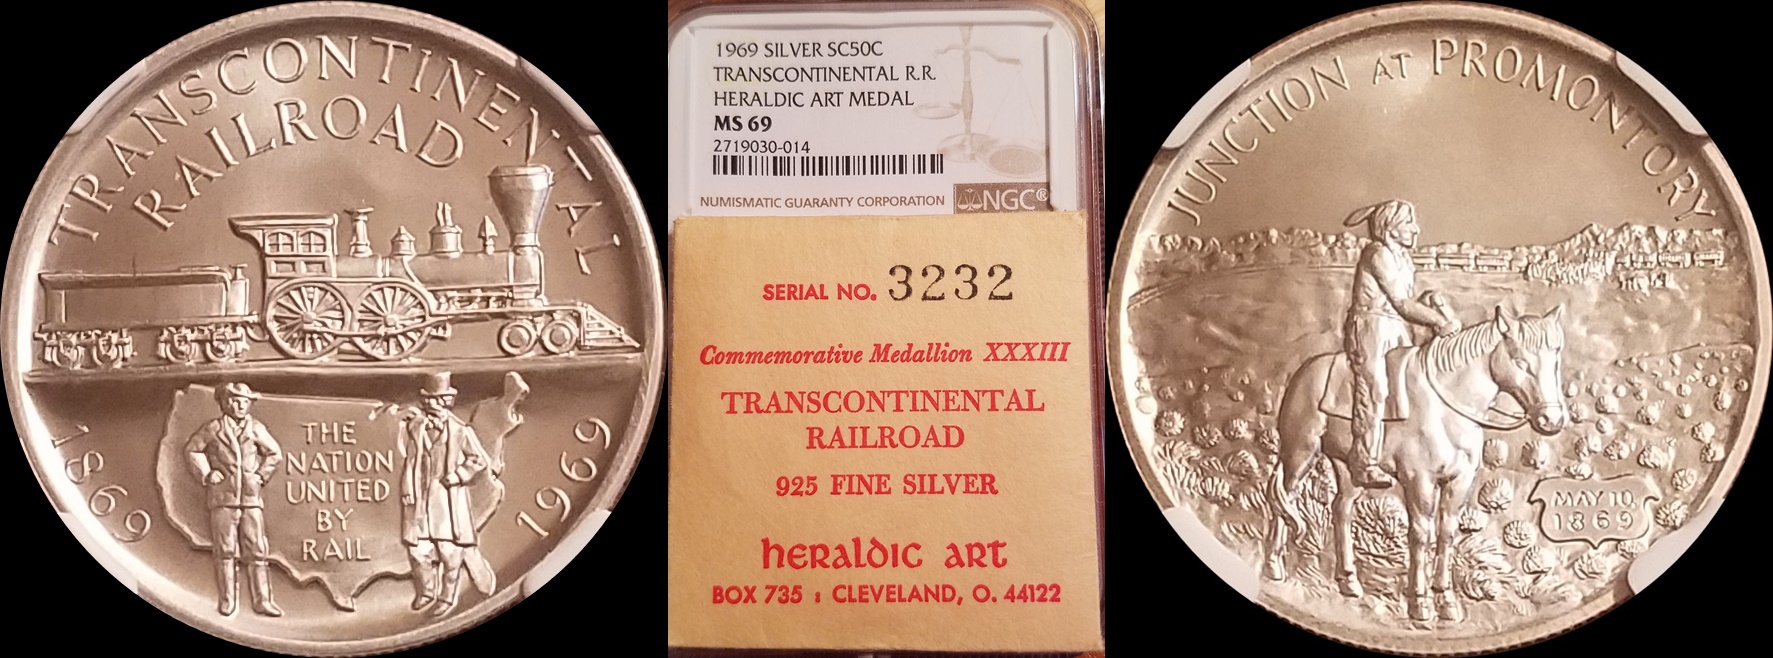 TRANSCONTINENTAL
RAILROAD
1869
THE
NATION
UNITED
BY
RAIL
1969
1969 SILVER SC50C
TRANSCONTINENTAL R.R.
HERALDIC ART MEDAL
MS 69
2719030-014
NUMISMATIC GUARANTY CORPORATION
NGC®
SERIAL NO. 3232
Commemorative Medallion XXXIII
TRANSCONTINENTAL
RAILROAD
925 FINE SILVER
heraldic art
BOX 735 : CLEVELAND, O. 44122
JUNCTION AT PROMONTORY
MAY 10,
1869